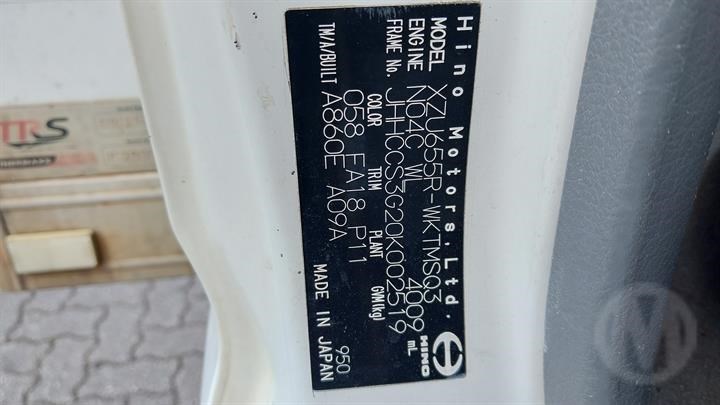 Hino Motors,Ltd.
MODEL XZU655R-WKTMSQ3
ENGINE N04C WL 4009 mL
FRAME No. JHHCCS3G20K002519
COLOR TRIM PLANT GVM(kg)
058 FA18 P11
TM/A/BUILT A860E A09A
HINO
950
MADE IN JAPAN
TRS